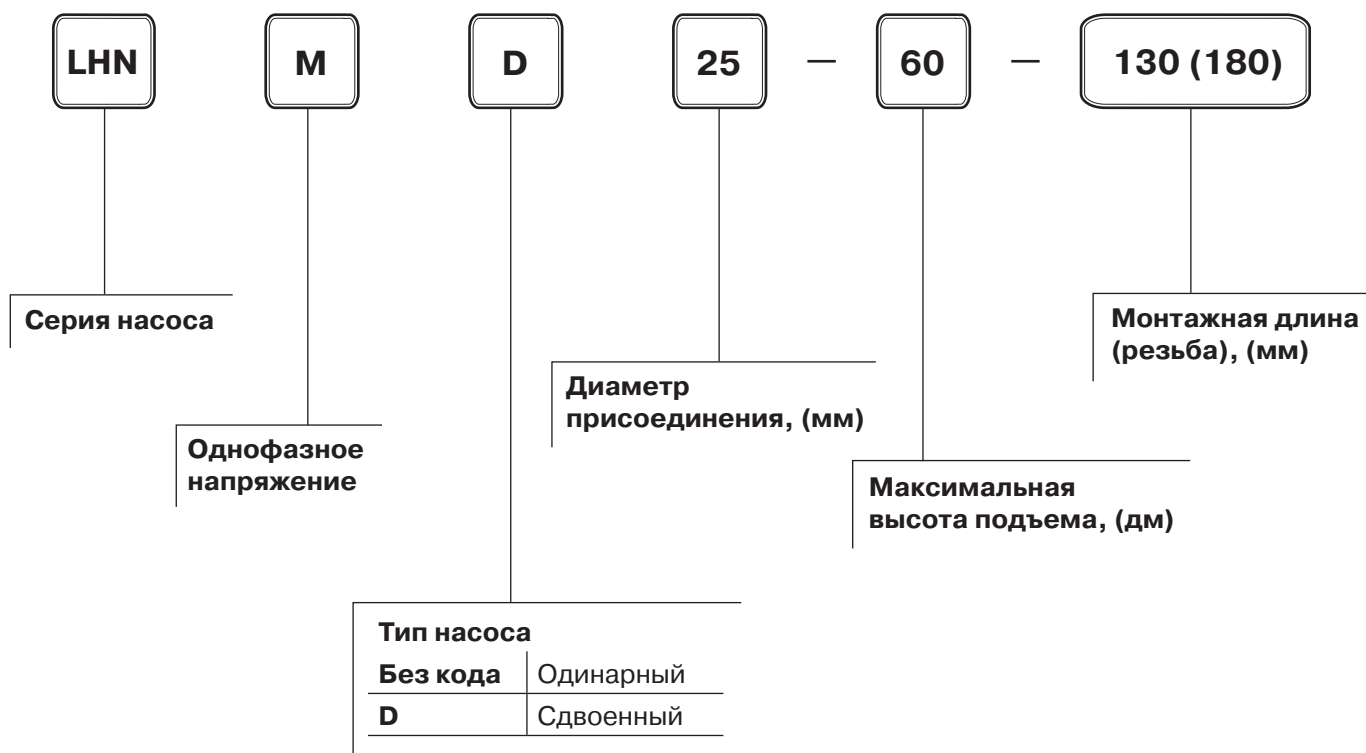 LHN M D 25 — 60 — 130 (180)
Серия насоса
Монтажная длина
(резьба), (мм)
Диаметр
присоединения, (мм)
Однофазное
напряжение
Максимальная
высота подъема, (дм)
Тип насоса
Без кода Одинарный
D Сдвоенный